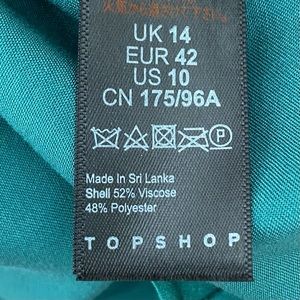 UK 14
EUR 42
US 10
CN 175/96A
Made In Sri Lanka
Shell 52% Viscose
48% Polyester
TOPSHOP